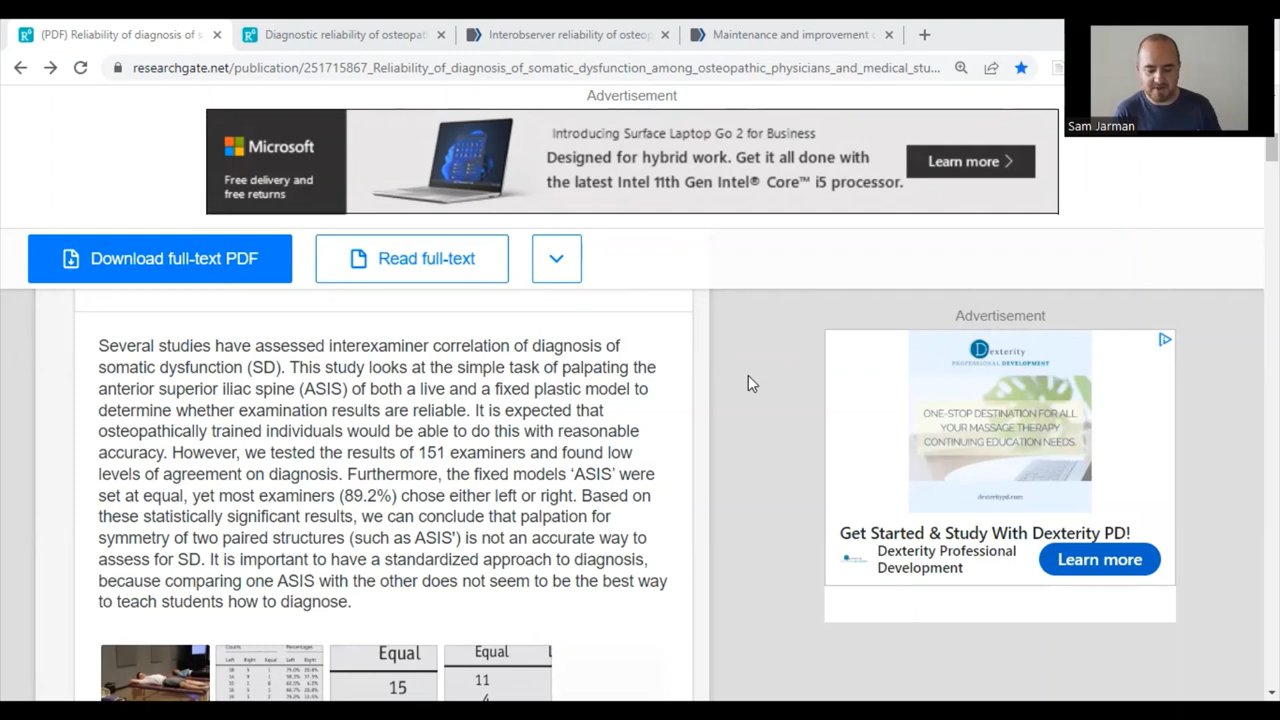 (PDF) Reliability of diagnosis of s
Diagnostic reliability of osteopat
Interobserver reliability of osteop
Maintenance and improvement
researchgate.net/publication/251715867_Reliability_of_diagnosis_of_somatic_dysfunction_among_osteopathic_physicians_and_medical_stu...
Sam Jarman
Advertisement
Microsoft
Free delivery and
free returns
Introducing Surface Laptop Go 2 for Business
Designed for hybrid work. Get it all done with
the latest Intel 11th Gen Intel® Core™ i5 processor.
Learn more
Download full-text PDF
Read full-text
Several studies have assessed interexaminer correlation of diagnosis of
somatic dysfunction (SD). This study looks at the simple task of palpating the
anterior superior iliac spine (ASIS) of both a live and a fixed plastic model to
determine whether examination results are reliable. It is expected that
osteopathically trained individuals would be able to do this with reasonable
accuracy. However, we tested the results of 151 examiners and found low
levels of agreement on diagnosis. Furthermore, the fixed models ‘ASIS’ were
set at equal, yet most examiners (89.2%) chose either left or right. Based on
these statistically significant results, we can conclude that palpation for
symmetry of two paired structures (such as ASIS') is not an accurate way to
assess for SD. It is important to have a standardized approach to diagnosis,
because comparing one ASIS with the other does not seem to be the best way
to teach students how to diagnose.
Advertisement
Dexterity
PROFESSIONAL DEVELOPMENT
ONE-STOP DESTINATION FOR ALL
YOUR MASSAGE THERAPY
CONTINUING EDUCATION NEEDS.
dexteritypd.com
Get Started & Study With Dexterity PD!
Dexterity Professional
Development
Learn more
Counts Percentages
Left Right Equal Left Right
Equal
15
Equal
11
4